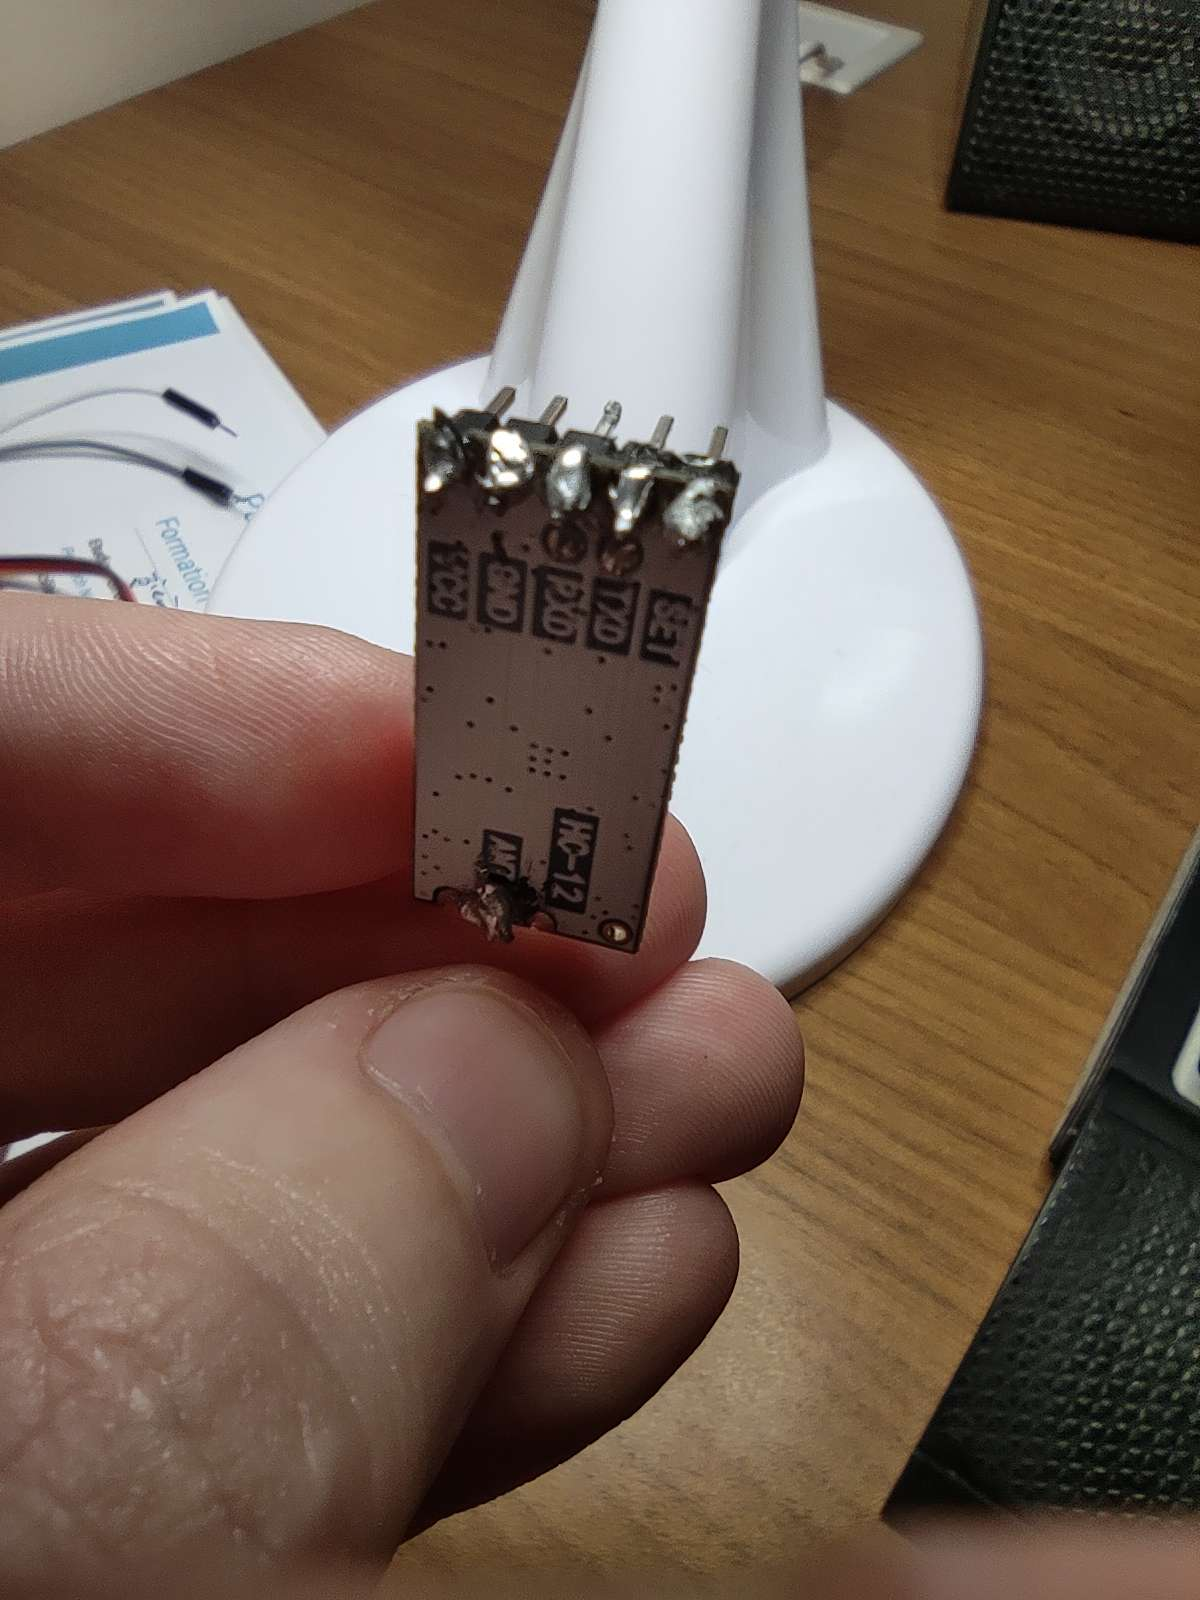 VCC
GND
RXD
TXD
SET
ANT
HC-12
Formation